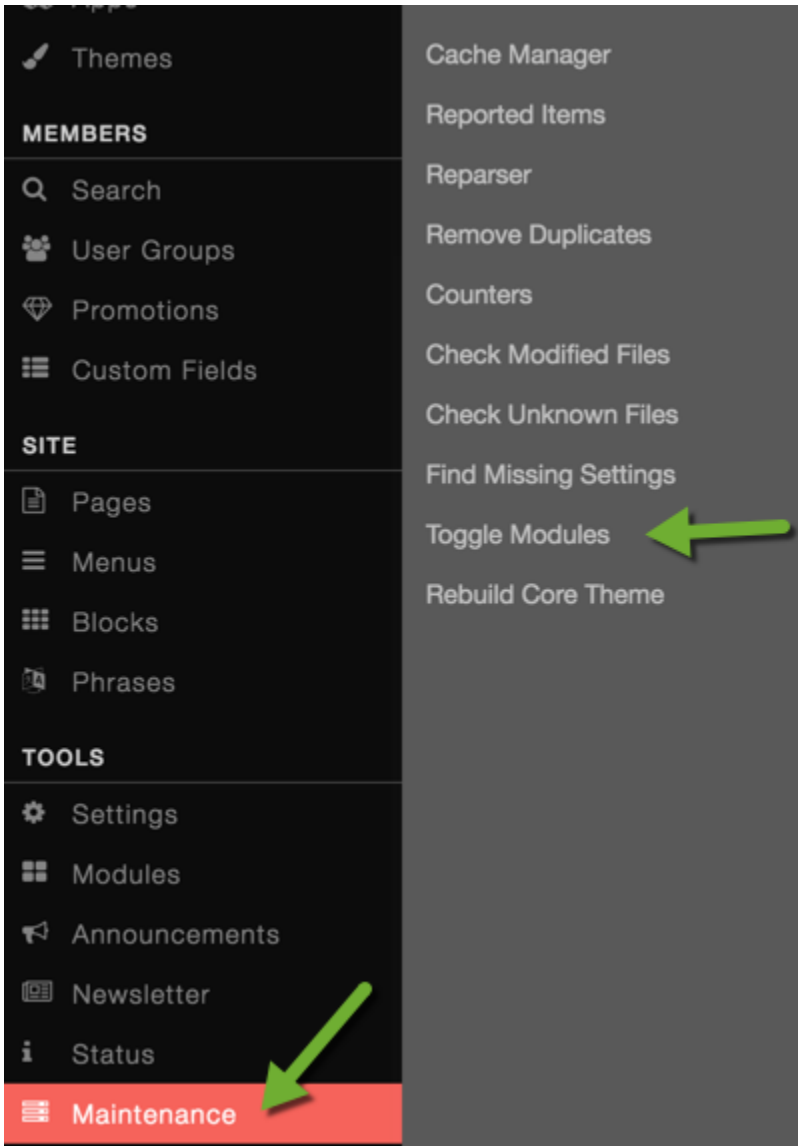 Apps
Themes
MEMBERS
Search
User Groups
Promotions
Custom Fields
SITE
Pages
Menus
Blocks
Phrases
TOOLS
Settings
Modules
Announcements
Newsletter
Status
Maintenance
Cache Manager
Reported Items
Reparser
Remove Duplicates
Counters
Check Modified Files
Check Unknown Files
Find Missing Settings
Toggle Modules
Rebuild Core Theme